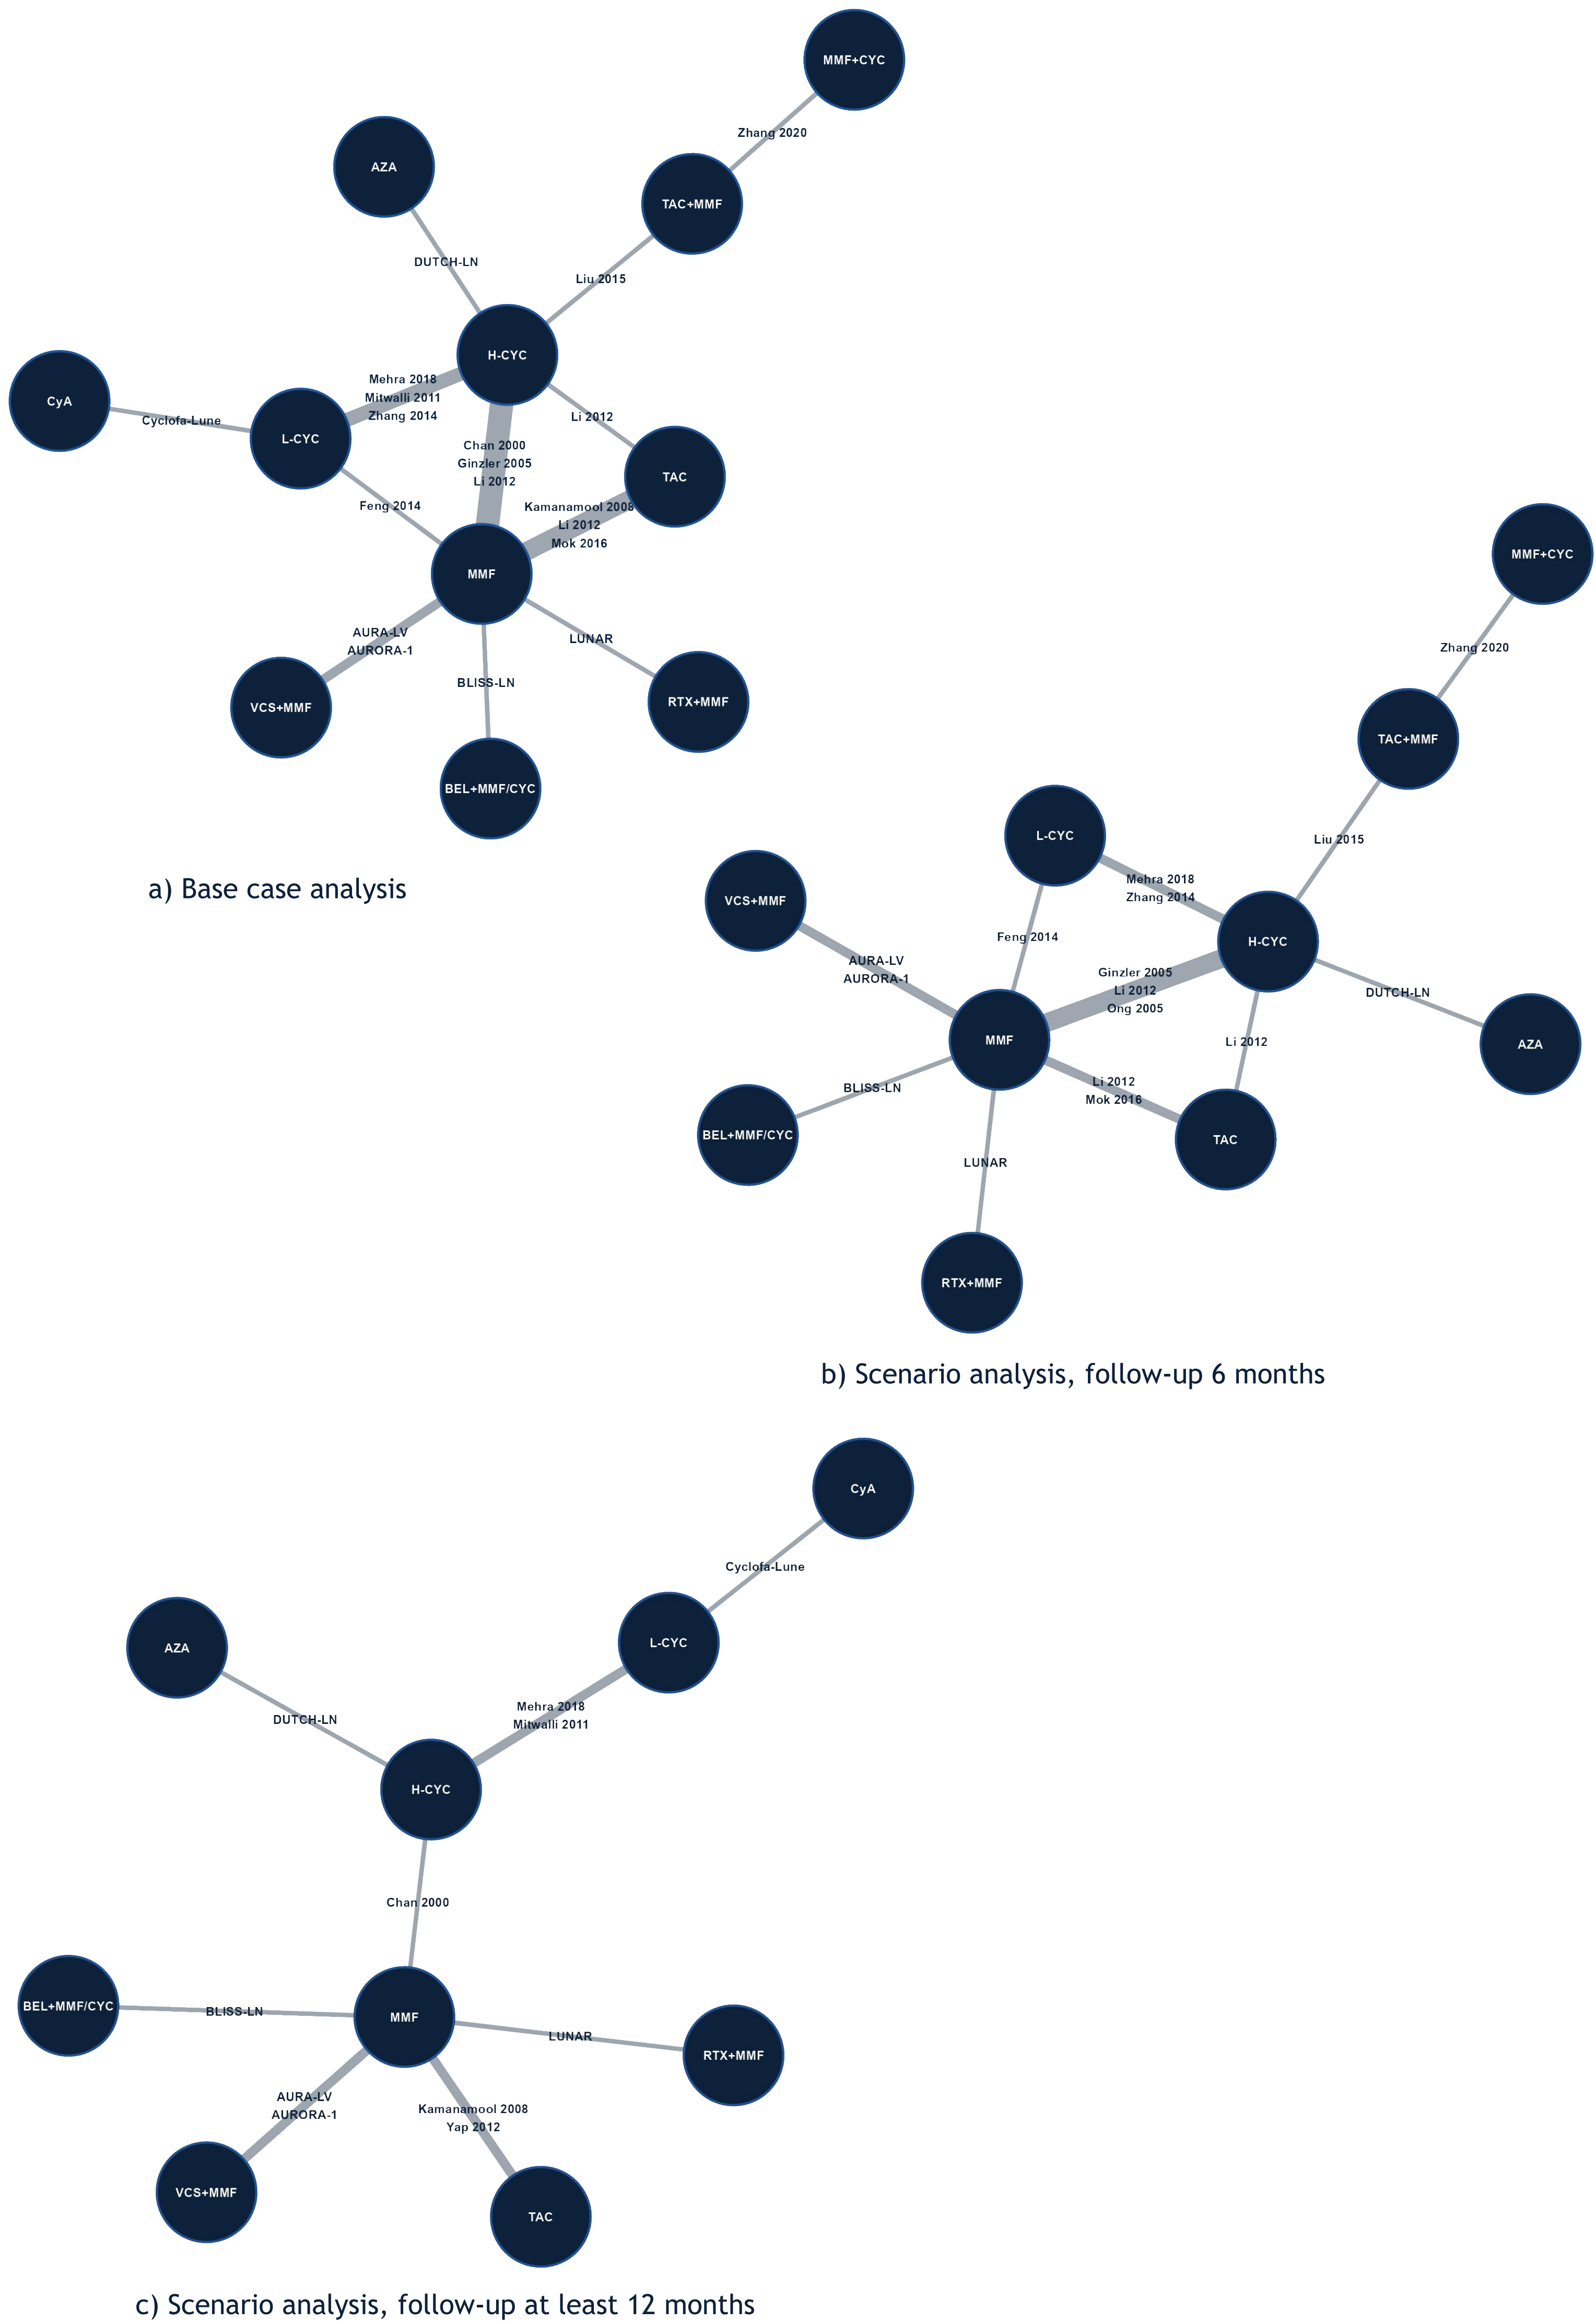 MMF+CYC
Zhang 2020
AZA
TAC+MMF
DUTCH-LN
Liu 2015
H-CYC
Mehra 2018
Mitwalli 2011
Zhang 2014
CyA
Cyclofa-Lune
L-CYC
Li 2012
Chan 2000
Ginzler 2005
Li 2012
TAC
Feng 2014
Kamanamool 2008
Li 2012
Mok 2016
MMF
AURA-LV
AURORA-1
LUNAR
BLISS-LN
VCS+MMF
RTX+MMF
BEL+MMF/CYC
a) Base case analysis
MMF+CYC
Zhang 2020
TAC+MMF
L-CYC
Liu 2015
Mehra 2018
Zhang 2014
VCS+MMF
Feng 2014
H-CYC
AURA-LV
AURORA-1
Ginzler 2005
Li 2012
Ong 2005
DUTCH-LN
MMF
Li 2012
AZA
BLISS-LN
Li 2012
Mok 2016
BEL+MMF/CYC
TAC
LUNAR
RTX+MMF
b) Scenario analysis, follow-up 6 months
CyA
Cyclofa-Lune
AZA
L-CYC
DUTCH-LN
Mehra 2018
Mitwalli 2011
H-CYC
Chan 2000
BEL+MMF/CYC
BLISS-LN
MMF
LUNAR
RTX+MMF
AURA-LV
AURORA-1
Kamanamool 2008
Yap 2012
VCS+MMF
TAC
c) Scenario analysis, follow-up at least 12 months